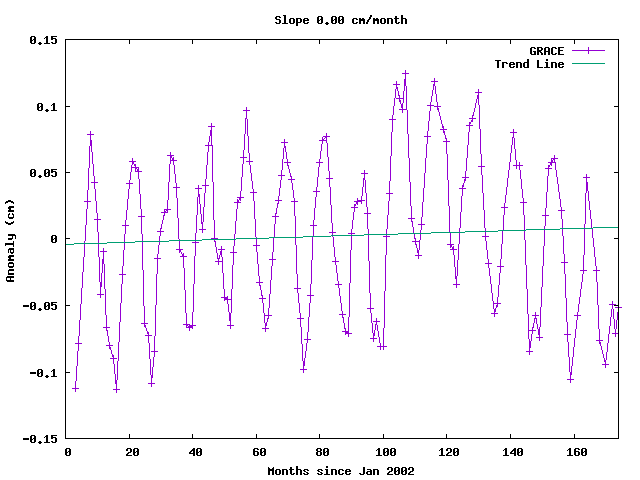 Slope 0.00 cm/month
0.15
GRACE
Trend Line
0.1
0.05
0
-0.05
-0.1
-0.15
Anomaly (cm)
0 20 40 60 80 100 120 140 160
Months since Jan 2002